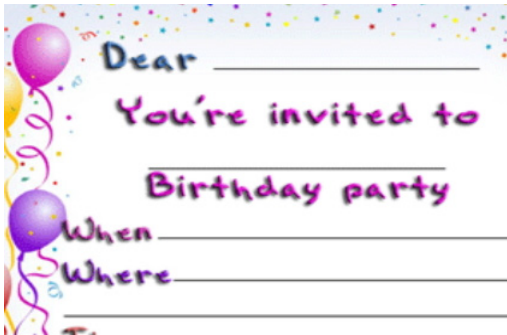 Dear
You're invited to
Birthday party
When
Where